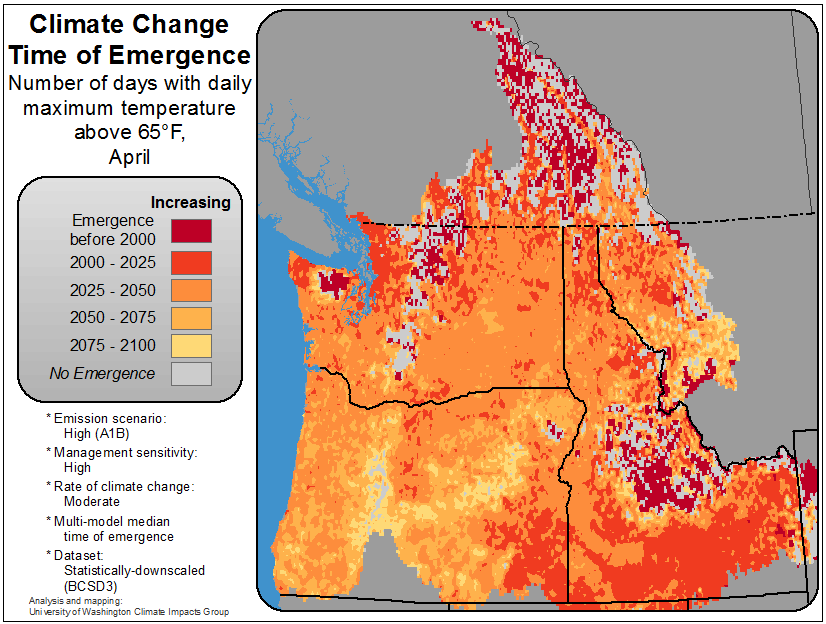 Climate Change
Time of Emergence
Number of days with daily
maximum temperature
above 65°F,
April
Increasing
Emergence
before 2000
2000 - 2025
2025 - 2050
2050 - 2075
2075 - 2100
No Emergence
* Emission scenario:
High (A1B)
* Management sensitivity:
High
* Rate of climate change:
Moderate
* Multi-model median
time of emergence
* Dataset:
Statistically-downscaled
(BCSD3)
Analysis and mapping:
University of Washington Climate Impacts Group